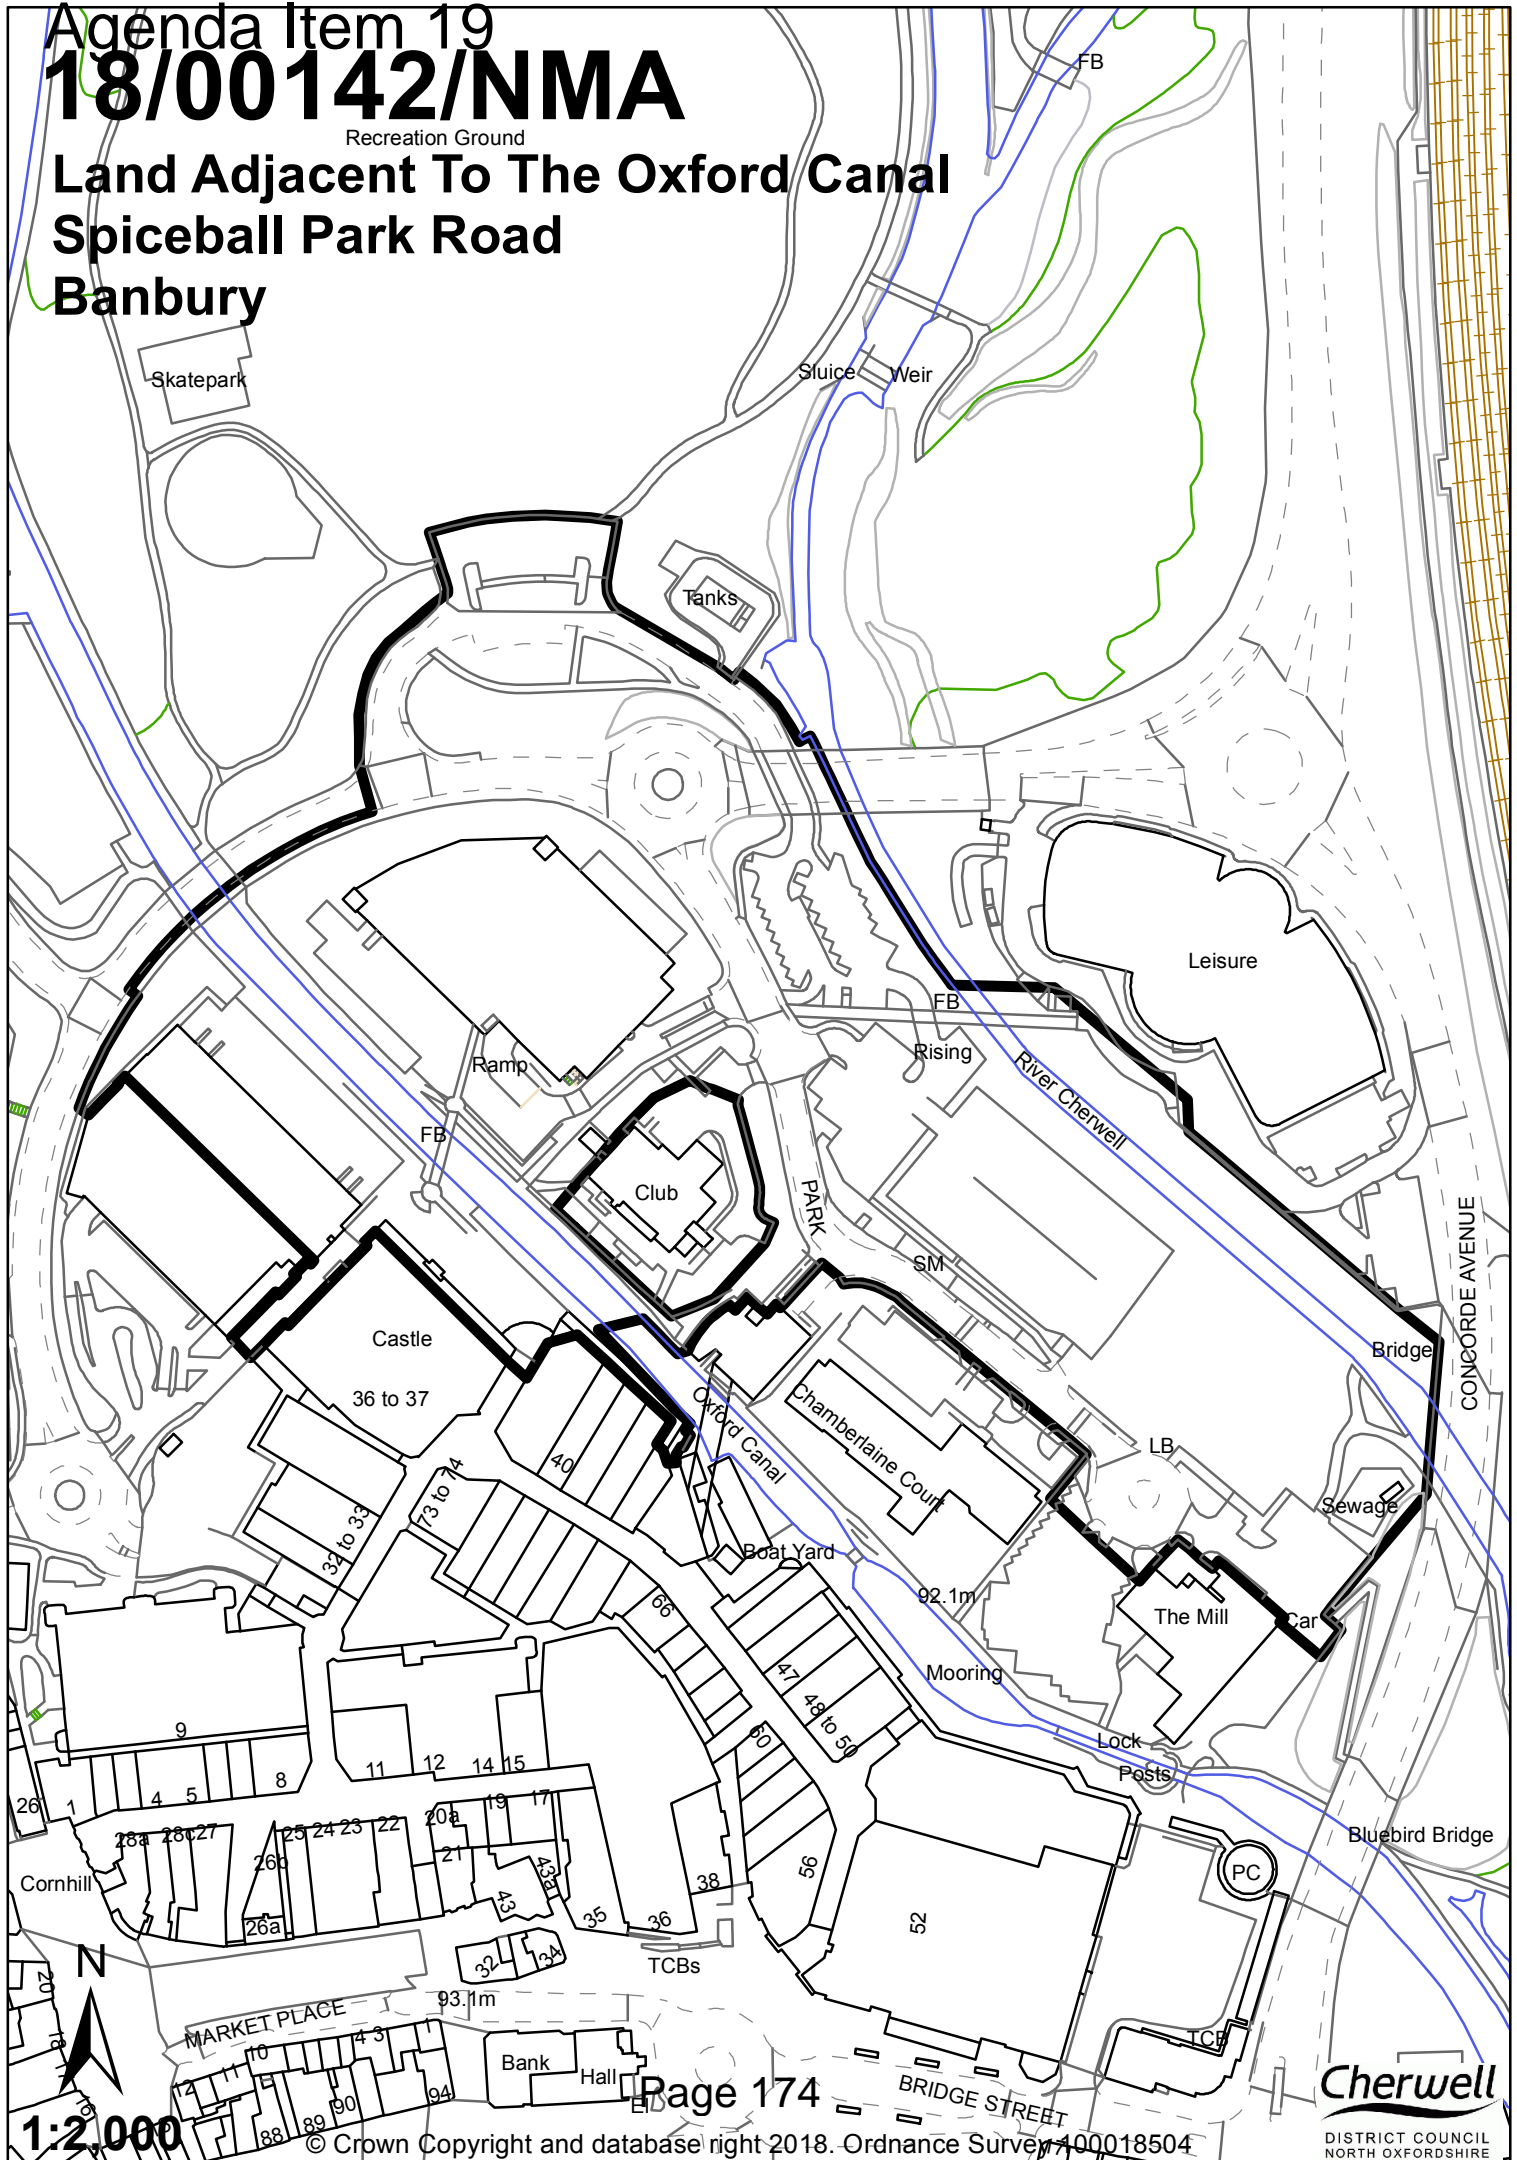 Agenda Item 19
18/00142/NMA
Recreation Ground
Land Adjacent To The Oxford Canal
Spiceball Park Road
Banbury
FB
Skatepark
Sluice
Weir
Tanks
Leisure
FB
Rising
River Cherwell
Ramp
FB
Club
PARK
SM
CONCORDE AVENUE
Castle
36 to 37
Bridge
Oxford Canal
Chamberlaine Court
LB
40
73 to 74
Sewage
32 to 33
Boat Yard
92.1m
The Mill
Car
66
Mooring
47
48 to 50
60
9
Lock
Posts
11
12
14
15
8
26
1
4
5
28a
28c
27
25
24
23
22
20a
19
17
21
26b
43a
43
Bluebird Bridge
Cornhill
PC
56
38
26a
35
36
52
32
34
TCBs
N
20
93.1m
MARKET PLACE
18
17
16
12
11
10
4
3
1
TCB
Bank
Hall
El
Page 174
BRIDGE STREET
94
90
89
88
Cherwell
DISTRICT COUNCIL
NORTH OXFORDSHIRE
1:2,000
© Crown Copyright and database right 2018. Ordnance Survey 100018504